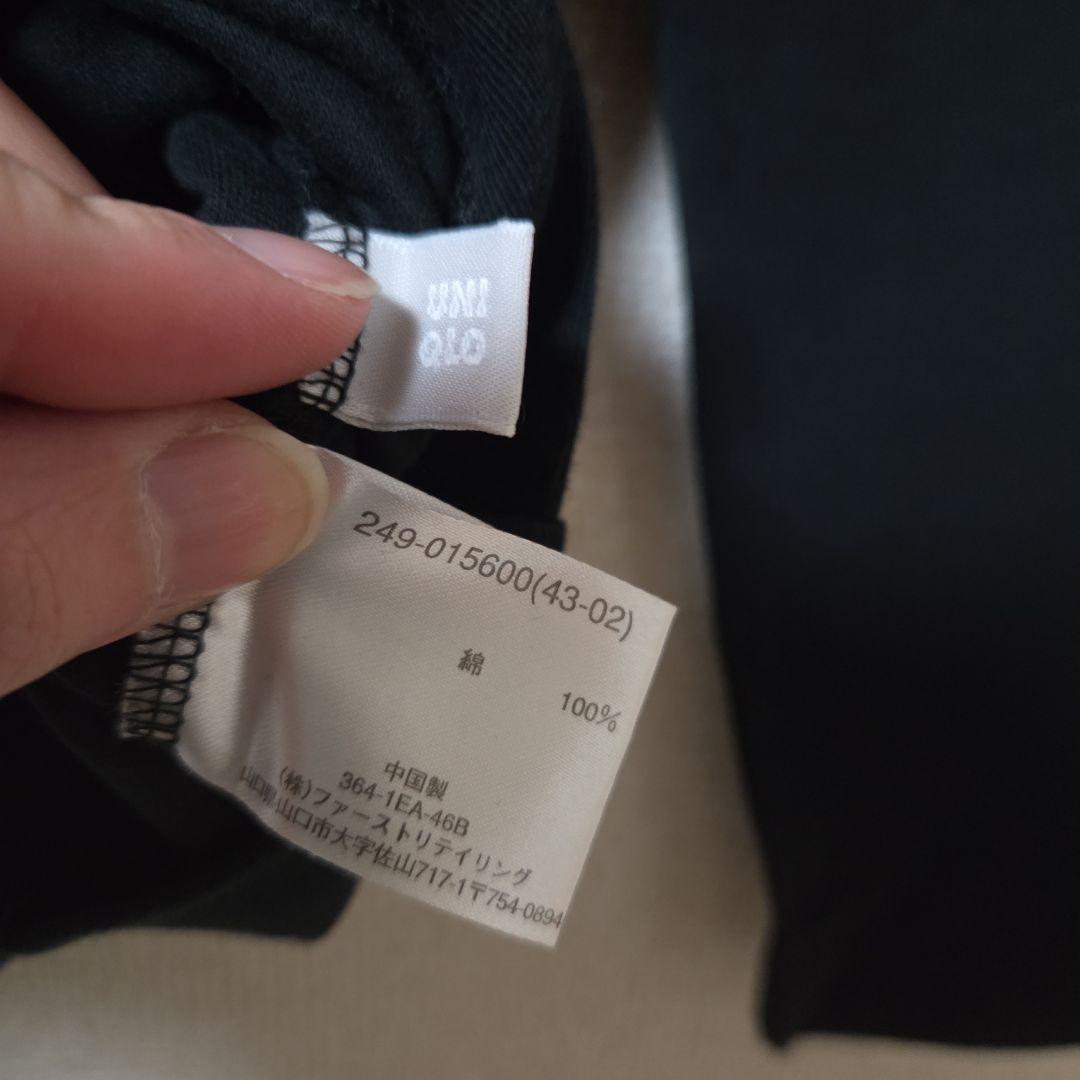 UNI
QLO
249-015600(43-02)
綿
100%
中国製
364-1EA-46B
(株)ファーストリテイリング
山口県山口市大字佐山717-1〒754-0894